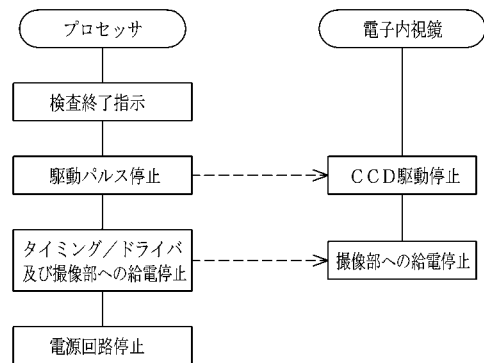 プロセッサ
電子内視鏡
検査終了指示
駆動パルス停止
CCD駆動停止
タイミング/ドライバ
及び撮像部への給電停止
撮像部への給電停止
電源回路停止